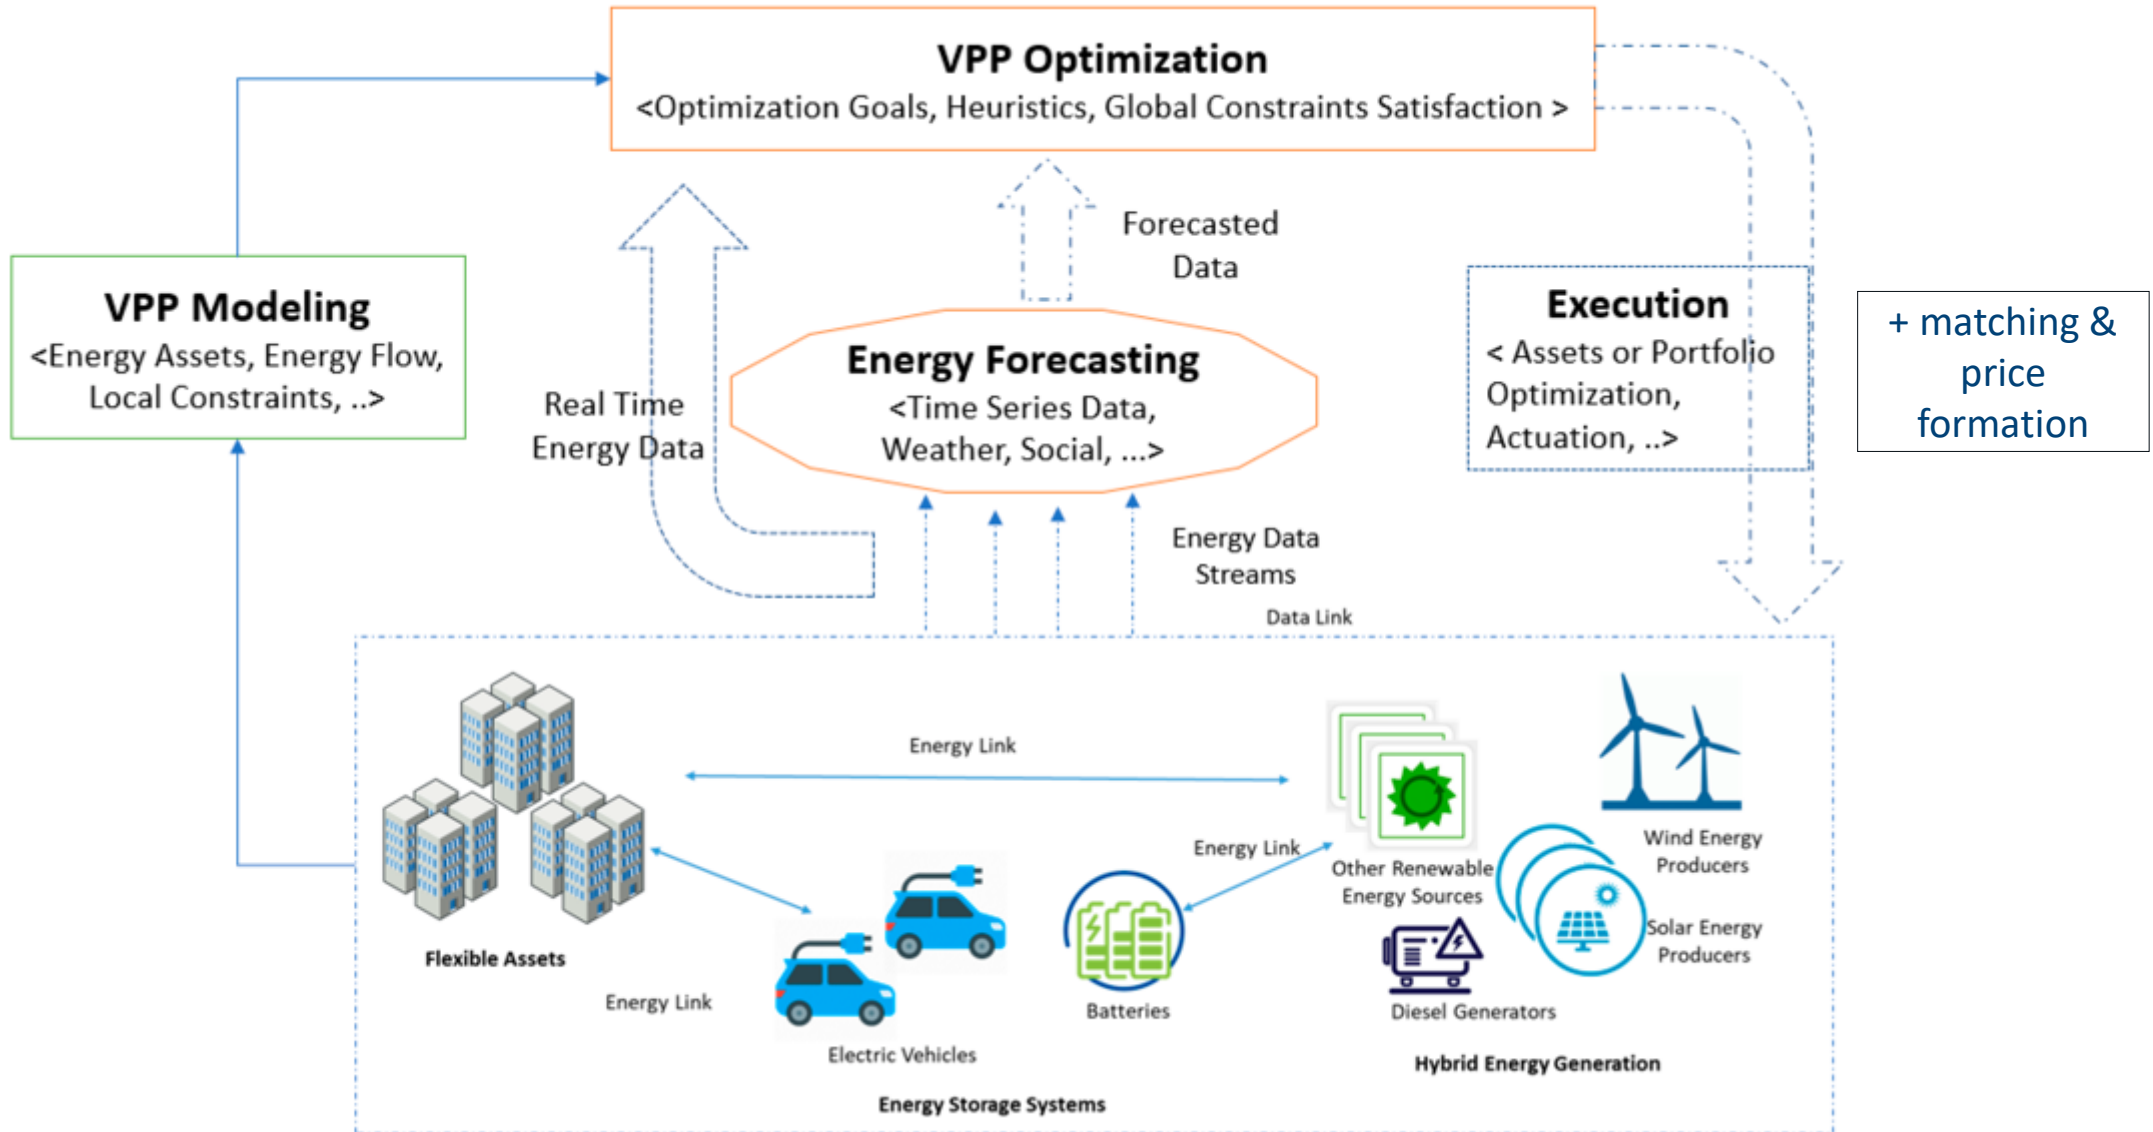 VPP Optimization
<Optimization Goals, Heuristics, Global Constraints Satisfaction >
VPP Modeling
<Energy Assets, Energy Flow,
Local Constraints, ..>
Real Time
Energy Data
Forecasted
Data
Energy Forecasting
<Time Series Data,
Weather, Social, ...>
Execution
< Assets or Portfolio
Optimization,
Actuation, ..>
+ matching &
price
formation
Energy Data
Streams
Data Link
Energy Link
Energy Link
Energy Link
Flexible Assets
Electric Vehicles
Batteries
Energy Storage Systems
Other Renewable
Energy Sources
Wind Energy
Producers
Solar Energy
Producers
Diesel Generators
Hybrid Energy Generation